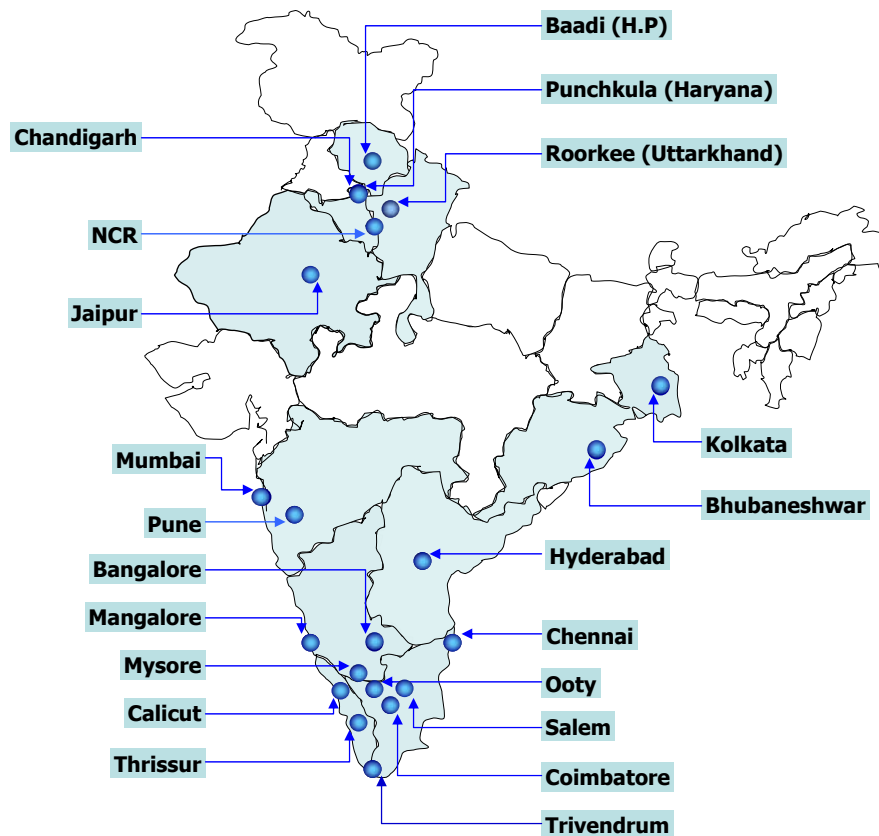 Baadi (H.P)
Punchkula (Haryana)
Chandigarh
Roorkee (Uttarkhand)
NCR
Jaipur
Kolkata
Mumbai
Bhubaneshwar
Pune
Hyderabad
Bangalore
Mangalore
Chennai
Mysore
Ooty
Calicut
Salem
Thrissur
Coimbatore
Trivendrum